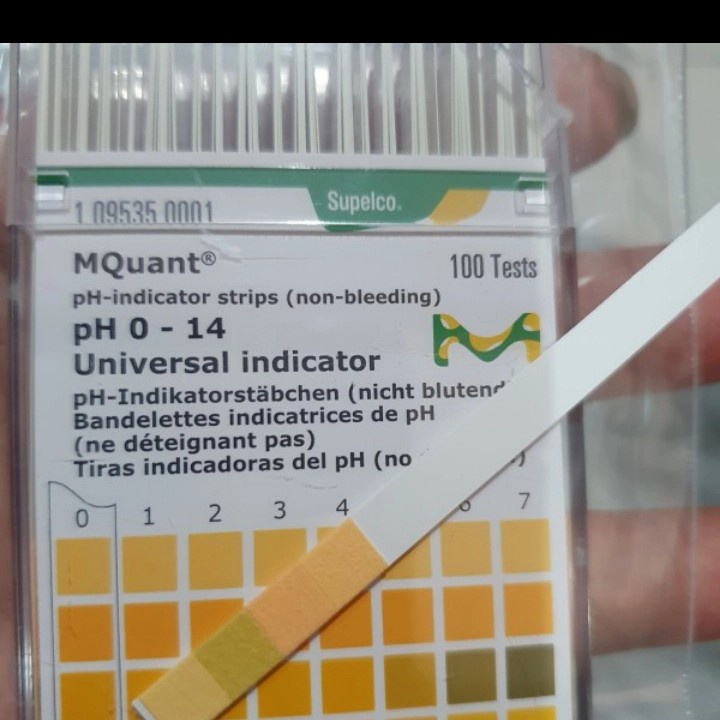 1 09535 0001
Supelco.
MQuant®
100 Tests
pH-indicator strips (non-bleeding)
pH 0 - 14
Universal indicator
pH-Indikatorstäbchen (nicht blutend
Bandelettes indicatrices de pH
(ne déteignant pas)
Tiras indicadoras del pH (no )
0 1 2 3 4 6 7